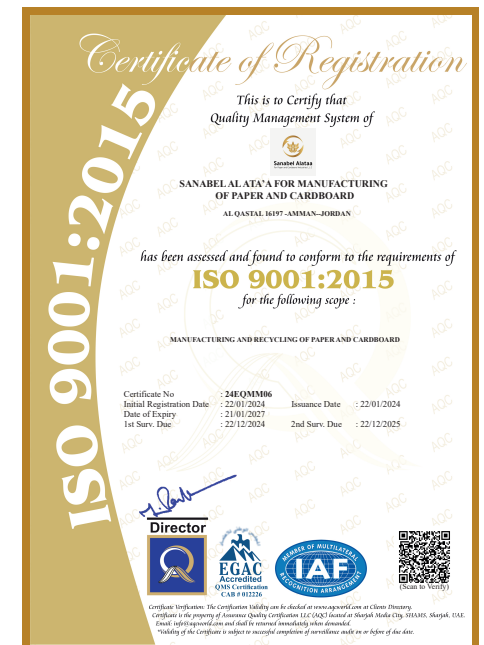 Certificate of Registration
ISO 9001:2015
This is to Certify that
Quality Management System of
Sanabel Alataa
SANABEL AL ATA'A FOR MANUFACTURING
OF PAPER AND CARDBOARD
AL QASTAL 16197 -AMMAN--JORDAN
has been assessed and found to conform to the requirements of
ISO 9001:2015
for the following scope :
MANUFACTURING AND RECYCLING OF PAPER AND CARDBOARD
Certificate No : 24EQMM06
Initial Registration Date : 22/01/2024 Issuance Date : 22/01/2024
Date of Expiry : 21/01/2027
1st Surv. Due : 22/12/2024 2nd Surv. Due : 22/12/2025
Director
EGAC
Accredited
QMS Certification
CAB # 012226
MEMBER OF MULTILATERAL
IAF
RECOGNITION ARRANGEMENT
(Scan to Verify)
Certificate Verification: The Certification Validity can be checked at www.aqcworld.com at Clients Directory.
Certificate is the property of Assurance Quality Certification LLC (AQC) located at Sharjah Media City, SHAMS, Sharjah. UAE.
Email: info@aqcworld.com and shall be returned immediately when demanded.
*Validity of the Certificate is subject to successful completion of surveillance audit on or before of due date.
AQC